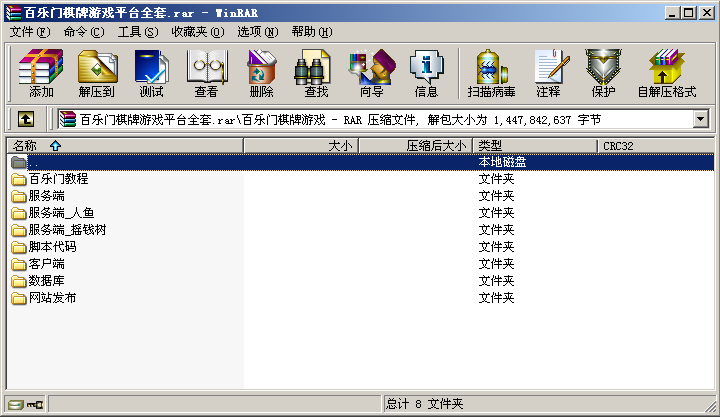 百乐门棋牌游戏平台全套.rar - WinRAR
文件(F) 命令(C) 工具(S) 收藏夹(O) 选项(N) 帮助(H)
添加 解压到 测试 查看 删除 查找 向导 信息 扫描病毒 注释 保护 自解压格式
百乐门棋牌游戏平台全套.rar\百乐门棋牌游戏 - RAR 压缩文件, 解包大小为 1,447,842,637 字节
名称 大小 压缩后大小 类型 CRC32
.. 本地磁盘
百乐门教程 文件夹
服务端 文件夹
服务端_人鱼 文件夹
服务端_摇钱树 文件夹
脚本代码 文件夹
客户端 文件夹
数据库 文件夹
网站发布 文件夹
总计 8 文件夹